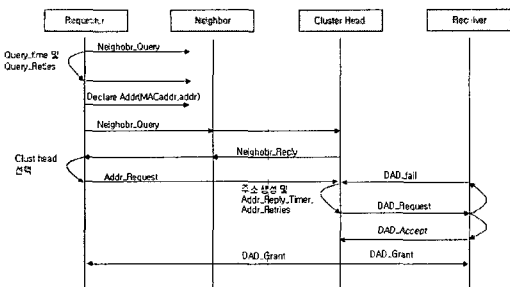 Requestor
Neighbor
Cluster Head
Receiver
Neighobr_Query
Query_time 및
Query_Reties
Declare Addr(MACaddr,addr)
Neighobr_Query
Neighobr_Reply
Clust head
선택
Addr_Request
주소 생성 및
Addr_Reply_Timer,
Addr_Retries
DAD_fail
DAD_Request
DAD_Accept
DAD_Grant
DAD_Grant